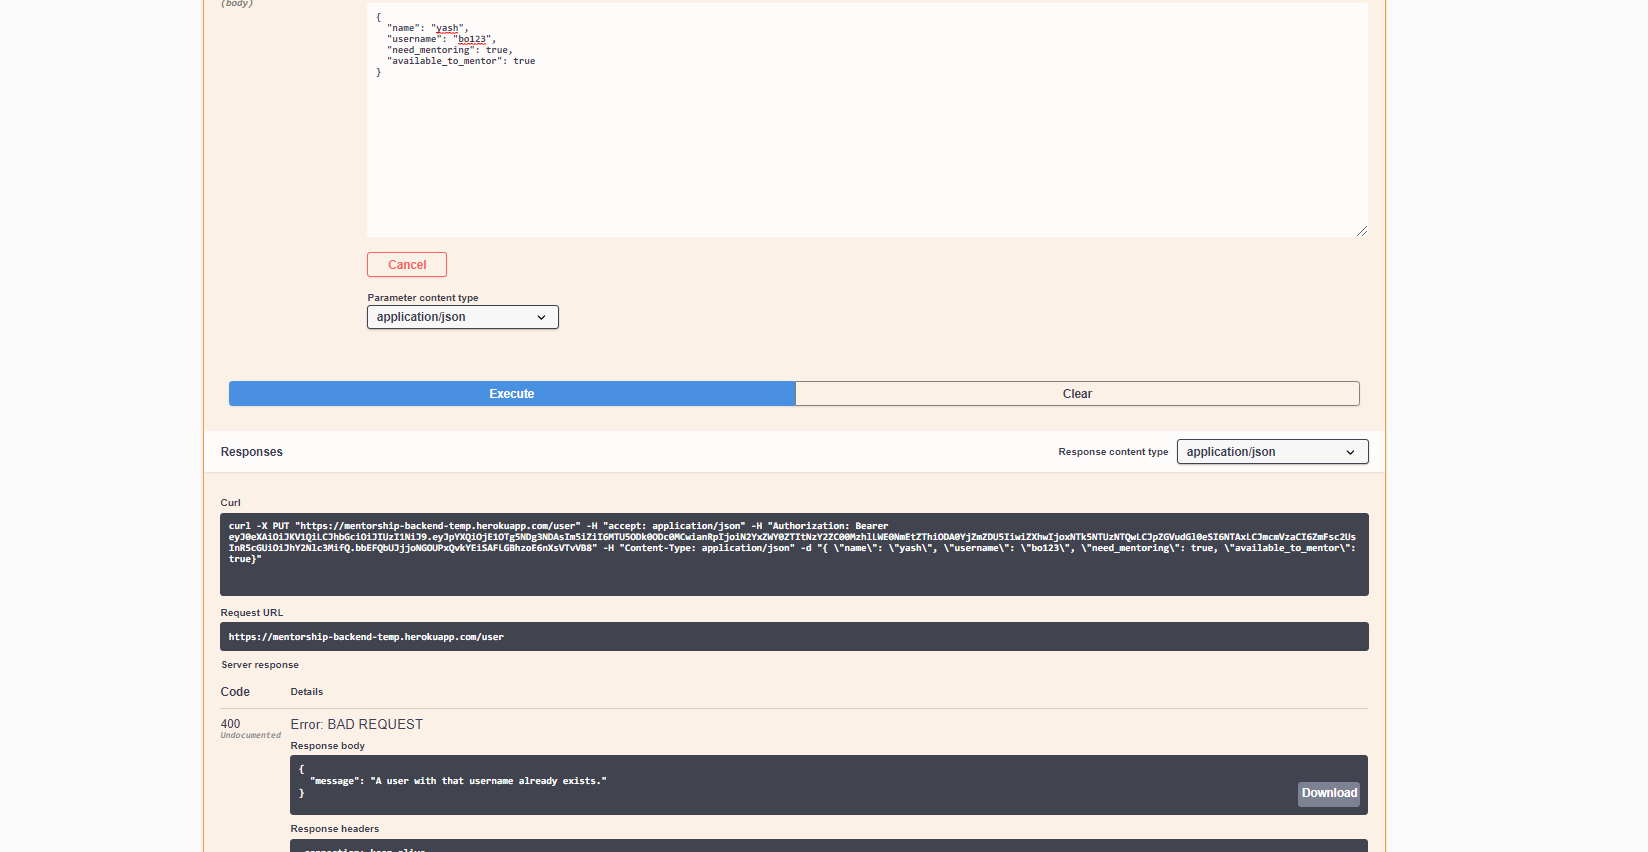 (body)
{
"name": "yash",
"username": "bo123",
"need_mentoring": true,
"available_to_mentor": true
}
Cancel
Parameter content type
application/json
Execute
Clear
Responses
Response content type
application/json
Curl
curl -X PUT "https://mentorship-backend-temp.herokuapp.com/user" -H "accept: application/json" -H "Authorization: Bearer
InR5cGUiOiJhY2Nlc3MifQ.bbEFQbUJjjoNGOUPxQvkYEiSAFLGBhzoE6nXsVTvVB8" -H "Content-Type: application/json" -d "{ \"name\": \"yash\", \"username\": \"bo123\", \"need_mentoring\": true, \"available_to_mentor\":
true}"
Request URL
https://mentorship-backend-temp.herokuapp.com/user
Server response
Code
Details
400
Undocumented
Error: BAD REQUEST
Response body
{
"message": "A user with that username already exists."
}
Download
Response headers